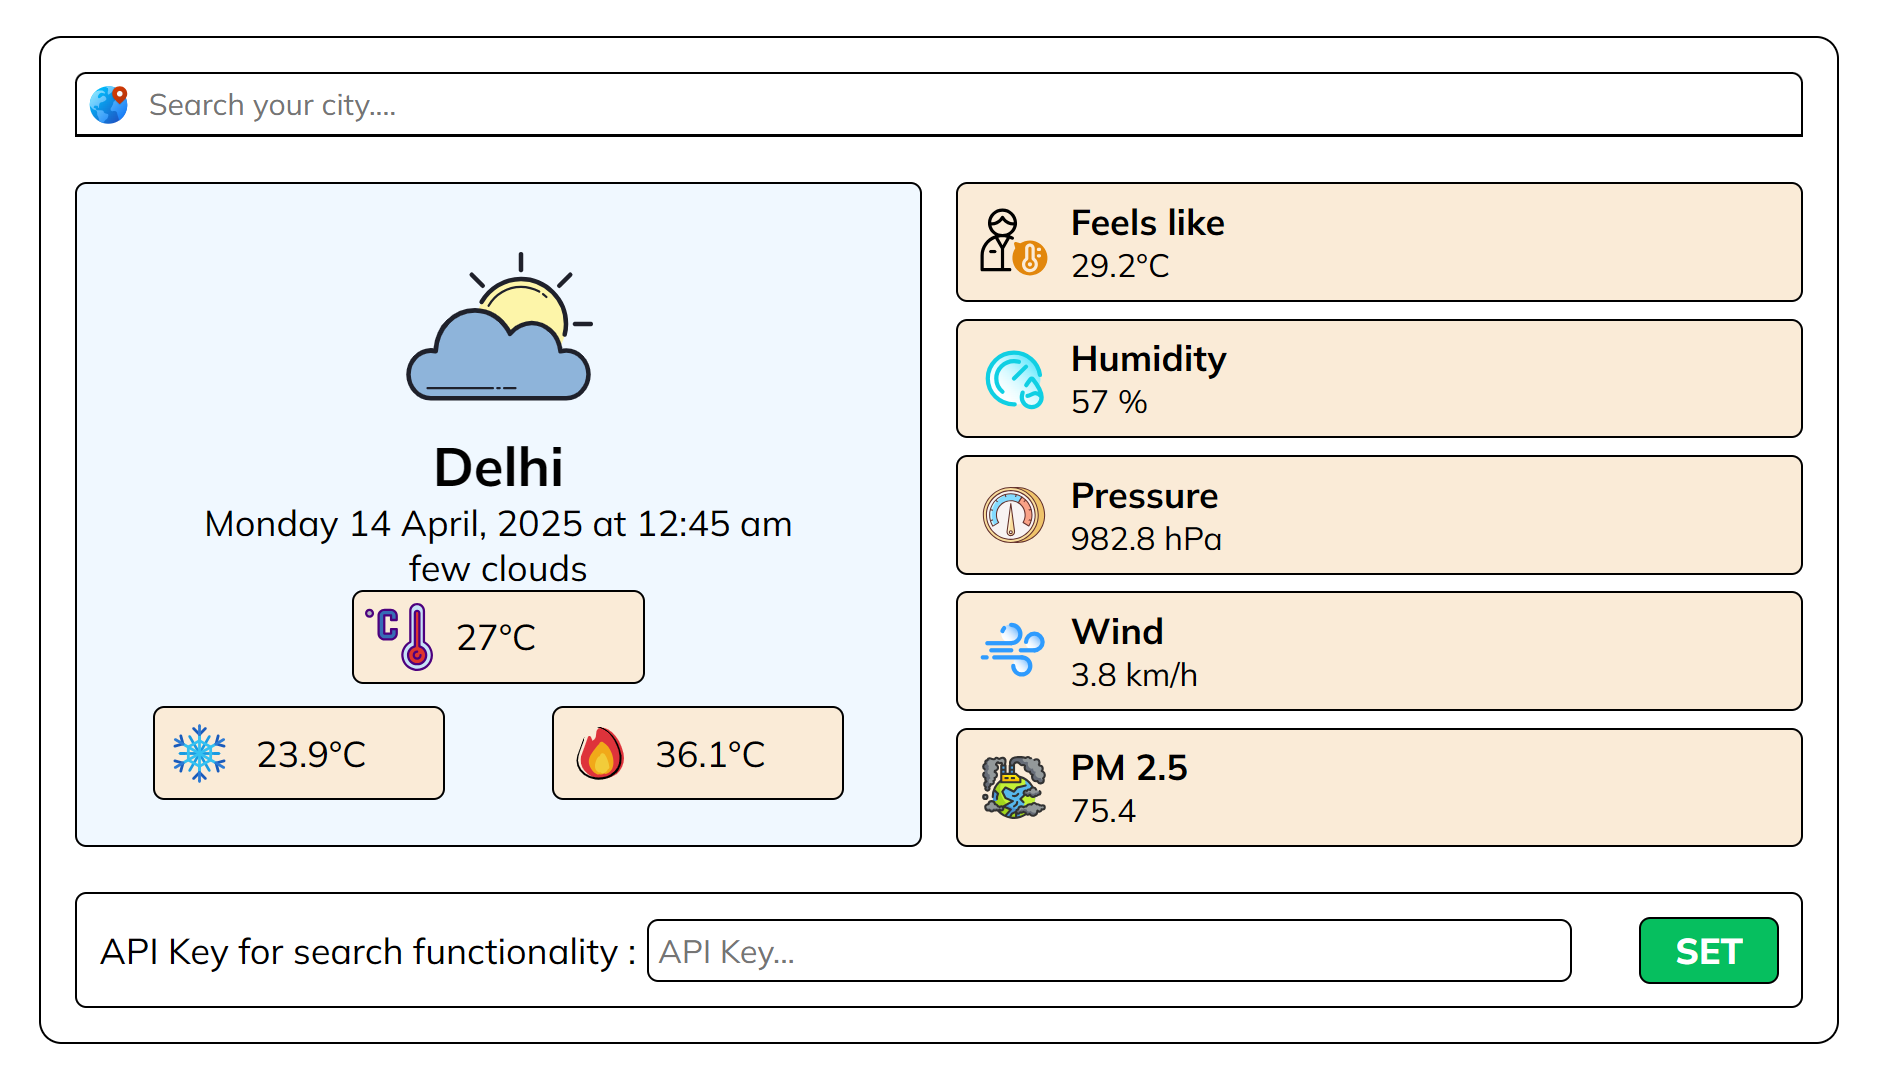 Search your city....
Delhi
Monday 14 April, 2025 at 12:45 am
few clouds
°C 27°C
23.9°C
36.1°C
Feels like
29.2°C
Humidity
57 %
Pressure
982.8 hPa
Wind
3.8 km/h
PM 2.5
75.4
API Key for search functionality : API Key...
SET